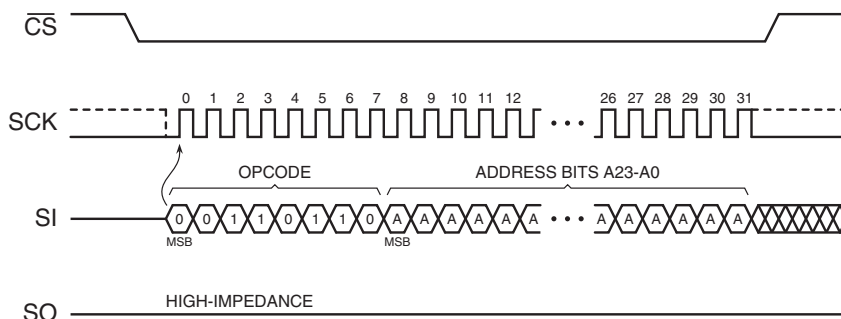 CS
SCK 0 1 2 3 4 5 6 7 8 9 10 11 12 26 27 28 29 30 31
OPCODE ADDRESS BITS A23-A0
SI 0 0 1 1 0 1 1 0 A A A A A A A A A A A A
MSB MSB
HIGH-IMPEDANCE
SO